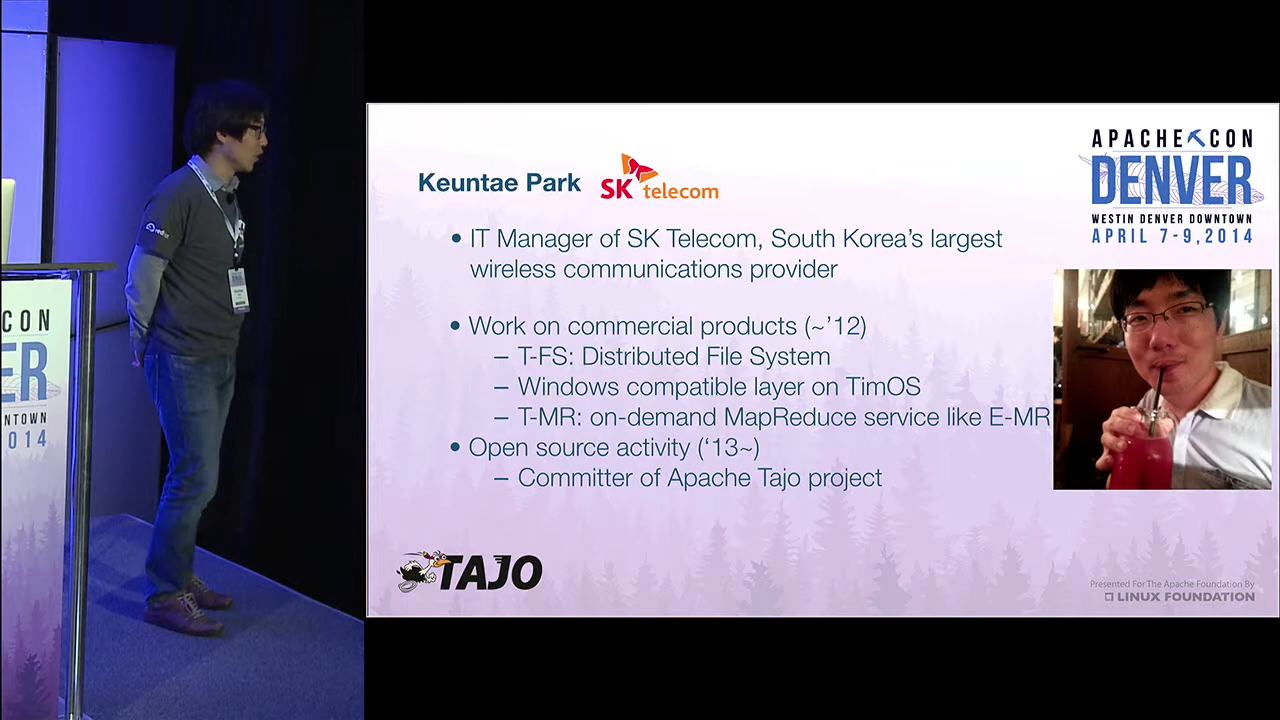 Keuntae Park
SK telecom
APACHE CON
DENVER
WESTIN DENVER DOWNTOWN
APRIL 7-9, 2014
• IT Manager of SK Telecom, South Korea's largest
wireless communications provider
• Work on commercial products (~'12)
– T-FS: Distributed File System
– Windows compatible layer on TimOS
– T-MR: on-demand MapReduce service like E-MR
• Open source activity ('13~)
– Committer of Apache Tajo project
TAJO
Presented For The Apache Foundation By
LINUX FOUNDATION
CON
ER
NTOWN
014